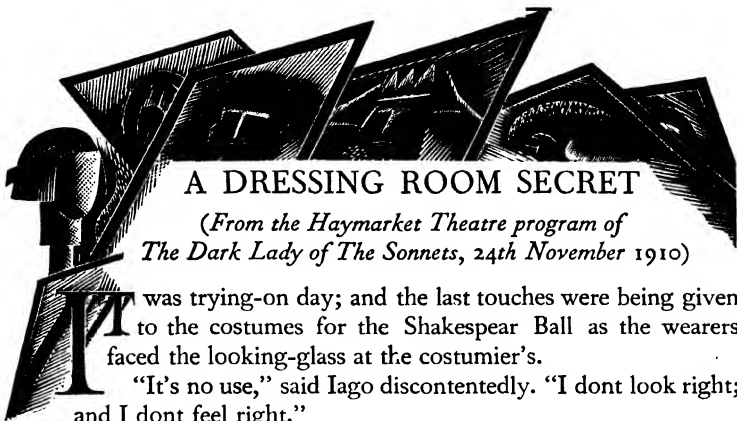 A DRESSING ROOM SECRET
(From the Haymarket Theatre program of
The Dark Lady of The Sonnets, 24th November 1910)
IT was trying-on day; and the last touches were being given
to the costumes for the Shakespear Ball as the wearers
faced the looking-glass at the costumier's.
"It's no use," said Iago discontentedly. "I dont look right;
and I dont feel right."